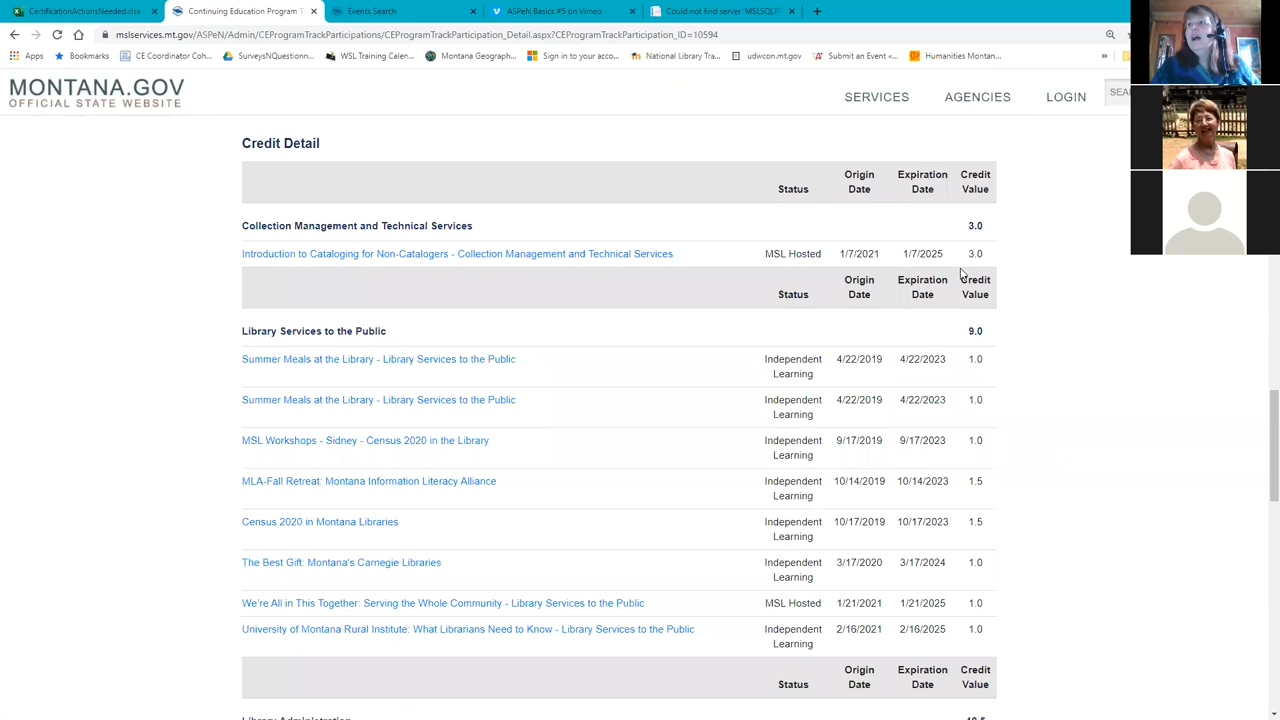 CertificationActionsNeeded.xlsx
Continuing Education Program T
Events Search
ASPeN Basics #5 on Vimeo
Could not find server 'MSLSQLP
mslservices.mt.gov/ASPeN/Admin/CEProgramTrackParticipations/CEProgramTrackParticipation_Detail.aspx?CEProgramTrackParticipation_ID=10594
Apps Bookmarks CE Coordinator Coh... SurveysNQuestionn... WSL Training Calen... Montana Geograph... Sign in to your acco... National Library Tra... udwcon.mt.gov Submit an Event «... Humanities Montan... »
MONTANA.GOV
OFFICIAL STATE WEBSITE
SERVICES AGENCIES LOGIN SEA
Credit Detail
Status Origin Date Expiration Date Credit Value
Collection Management and Technical Services 3.0
Introduction to Cataloging for Non-Catalogers - Collection Management and Technical Services MSL Hosted 1/7/2021 1/7/2025 3.0
Status Origin Date Expiration Date Credit Value
Library Services to the Public 9.0
Summer Meals at the Library - Library Services to the Public Independent Learning 4/22/2019 4/22/2023 1.0
Summer Meals at the Library - Library Services to the Public Independent Learning 4/22/2019 4/22/2023 1.0
MSL Workshops - Sidney - Census 2020 in the Library Independent Learning 9/17/2019 9/17/2023 1.0
MLA-Fall Retreat: Montana Information Literacy Alliance Independent Learning 10/14/2019 10/14/2023 1.5
Census 2020 in Montana Libraries Independent Learning 10/17/2019 10/17/2023 1.5
The Best Gift: Montana's Carnegie Libraries Independent Learning 3/17/2020 3/17/2024 1.0
We're All in This Together: Serving the Whole Community - Library Services to the Public MSL Hosted 1/21/2021 1/21/2025 1.0
University of Montana Rural Institute: What Librarians Need to Know - Library Services to the Public Independent Learning 2/16/2021 2/16/2025 1.0
Status Origin Date Expiration Date Credit Value
Library Administration